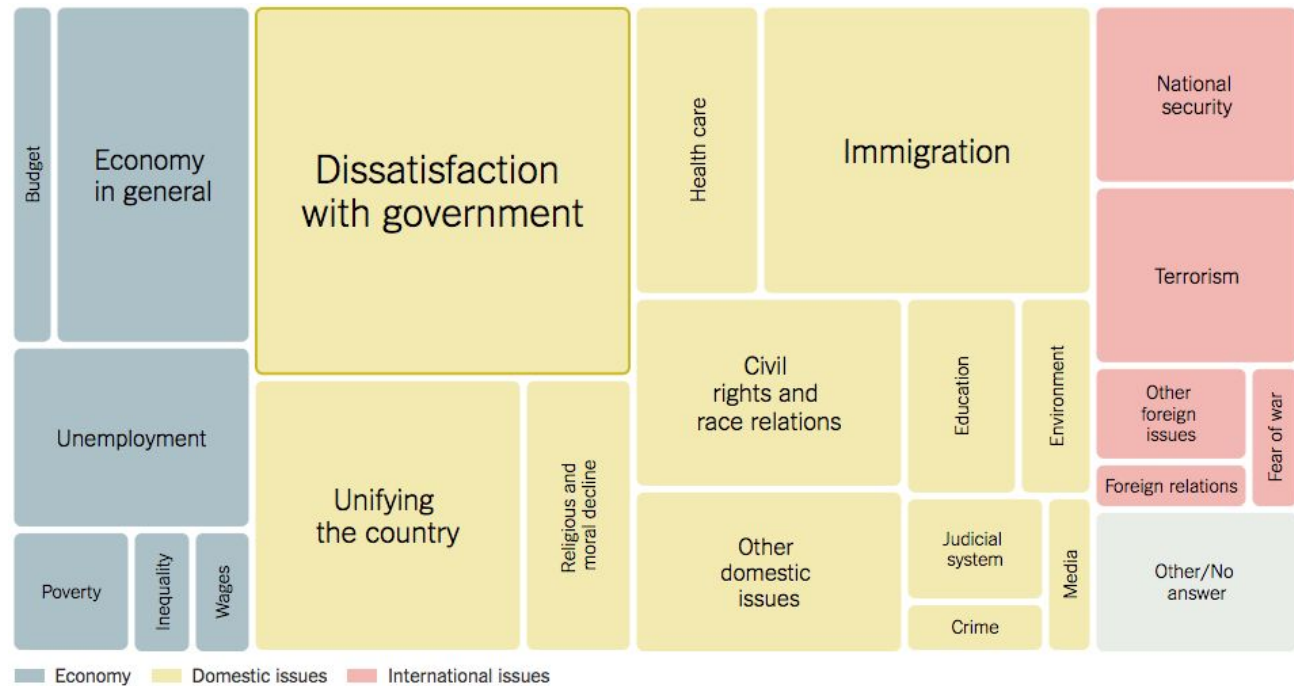 Budget
Economy
in general
Unemployment
Poverty
Inequality
Wages
Dissatisfaction
with government
Unifying
the country
Religious and
moral decline
Health care
Immigration
Civil
rights and
race relations
Education
Environment
Other
domestic
issues
Judicial
system
Crime
Media
National
security
Terrorism
Other
foreign
issues
Fear of war
Foreign relations
Other/No
answer
Economy
Domestic issues
International issues